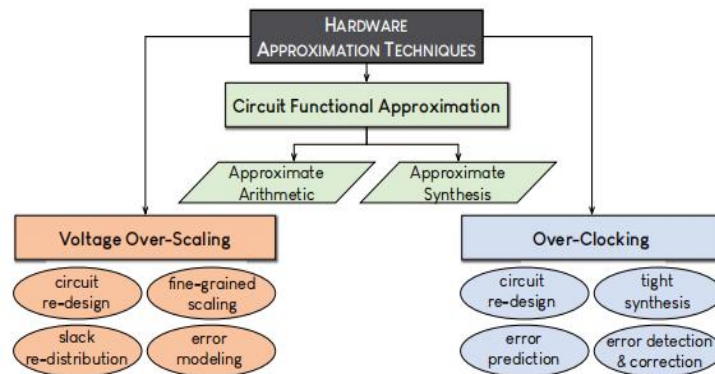 HARDWARE
APPROXIMATION TECHNIQUES
Circuit Functional Approximation
Approximate
Arithmetic
Approximate
Synthesis
Voltage Over-Scaling
circuit
re-design
fine-grained
scaling
slack
re-distribution
error
modeling
Over-Clocking
circuit
re-design
tight
synthesis
error
prediction
error detection
& correction